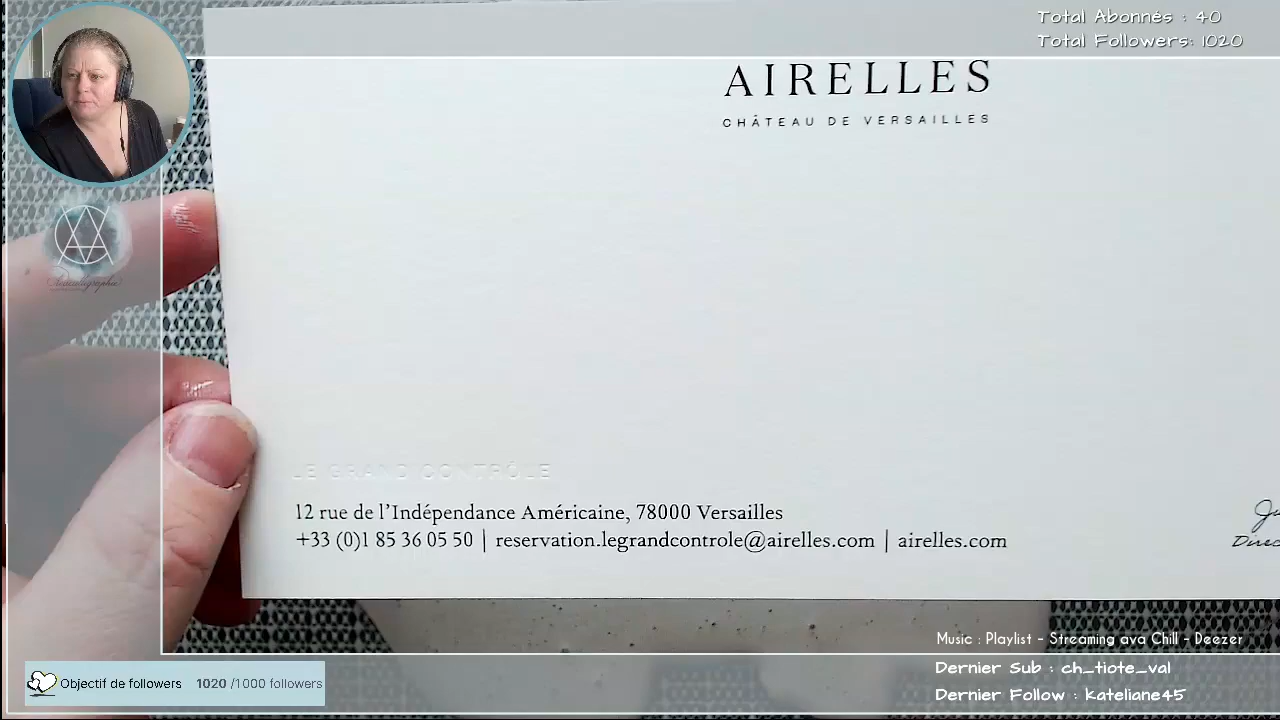 Total Abonnés : 40
Total Followers: 1020
AIRELLES
CHÂTEAU DE VERSAILLES
LE GRAND CONTRÔLE
12 rue de l'Indépendance Américaine, 78000 Versailles
+33 (0)1 85 36 05 50 | reservation.legrandcontrole@airelles.com | airelles.com
Music : Playlist - Streaming ava Chill - Deezer
Dernier Sub : ch_tiote_val
Dernier Follow : kateliane45
Objectif de followers 1020 /1000 followers